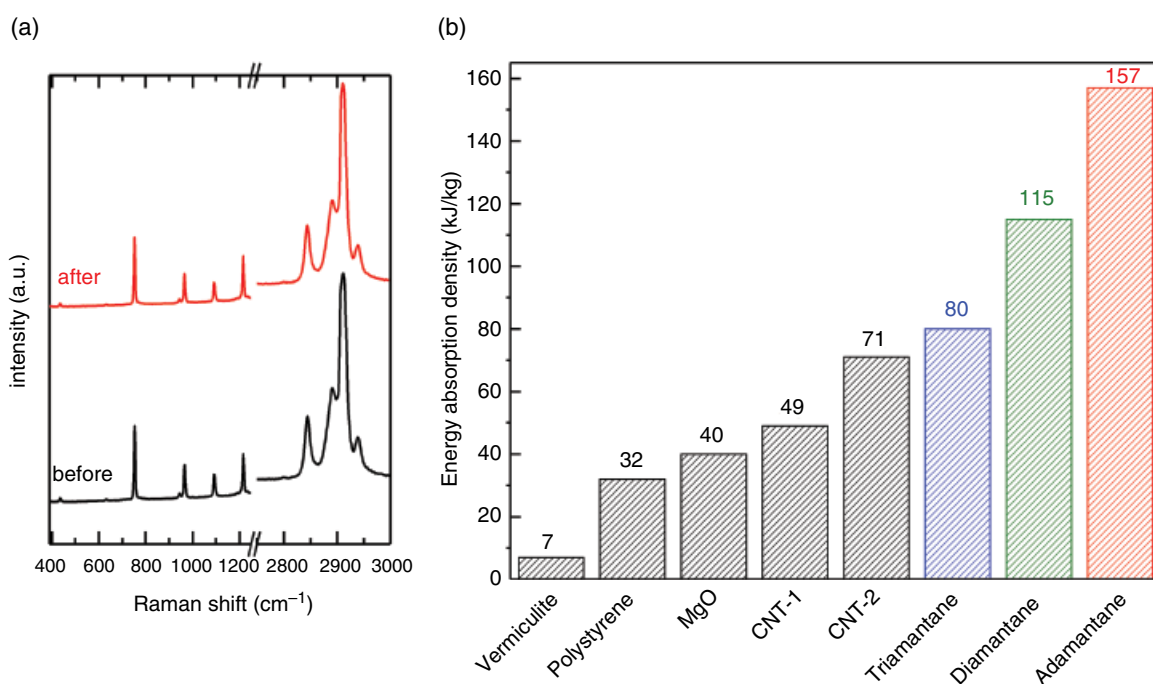 (a)
intensity (a.u.)
after
before
400 600 800 1000 1200 2800 2900 3000
Raman shift (cm⁻¹)
(b)
Energy absorption density (kJ/kg)
160
140
120
100
80
60
40
20
0
7
32
40
49
71
80
115
157
Vermiculite
Polystyrene
MgO
CNT-1
CNT-2
Triamantane
Diamantane
Adamantane